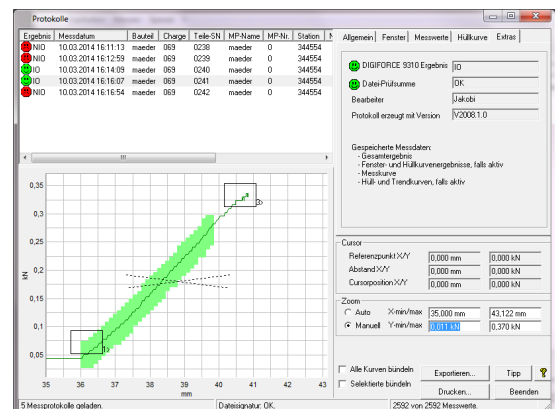 Protokolle
Ergebnis Messdatum Bauteil Charge Teile-SN MP-Name MP-Nr. Station
NIO 10.03.2014 16:11:13 maeder 069 0238 maeder 0 344554
NIO 10.03.2014 16:12:59 maeder 069 0239 maeder 0 344554
IO 10.03.2014 16:14:09 maeder 069 0240 maeder 0 344554
IO 10.03.2014 16:16:07 maeder 069 0241 maeder 0 344554
NIO 10.03.2014 16:16:54 maeder 069 0242 maeder 0 344554
Allgemein Fenster Messwerte Hüllkurve Extras
DIGIFORCE 9310 Ergebnis IO
Datei-Prüfsumme OK
Bearbeiter Jakobi
Protokoll erzeugt mit Version V2008.1.0
Gespeicherte Messdaten:
- Gesamtergebnis
- Fenster- und Hüllkurvenergebnisse, falls aktiv
- Messkurve
- Hüll- und Trendkurven, falls aktiv
0,35
0,3
0,25
0,2
0,15
0,1
0,05
kN
35 36 37 38 39 40 41 42 43
mm
Cursor
Referenzpunkt X/Y 0,000 mm 0,000 kN
Abstand X/Y 0,000 mm 0,000 kN
Cursorposition X/Y 0,000 mm 0,000 kN
Zoom
Auto X-min/max 35,000 mm 43,122 mm
Manuell Y-min/max 0,011 kN 0,370 kN
Alle Kurven bündeln Exportieren... Tipp ?
Selektierte bündeln Drucken... Beenden
5 Messprotokolle geladen. Dateisignatur: OK. 2592 von 2592 Messwerte.